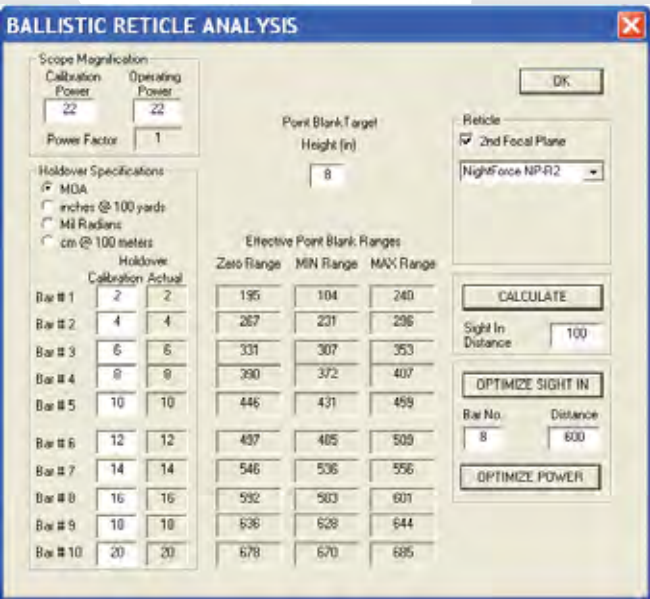 BALLISTIC RETICLE ANALYSIS
Scope Magnification
Calibration Power
Operating Power
22 22
Power Factor 1
OK
Point Blank Target
Height (in)
8
Reticle
2nd Focal Plane
NightForce NP-R2
Holdover Specifications
MOA
inches @ 100 yards
Mil Radians
cm @ 100 meters
Holdover
Calibration Actual
Effective Point Blank Ranges
Zero Range MIN Range MAX Range
Bar # 1 2 2 195 104 240
Bar # 2 4 4 267 231 296
Bar # 3 6 6 331 307 353
Bar # 4 8 8 390 372 407
Bar # 5 10 10 446 431 459
Bar # 6 12 12 497 485 509
Bar # 7 14 14 546 536 556
Bar # 8 16 16 592 583 601
Bar # 9 18 18 636 628 644
Bar # 10 20 20 678 670 685
CALCULATE
Sight In Distance 100
OPTIMIZE SIGHT IN
Bar No. Distance
8 600
OPTIMIZE POWER